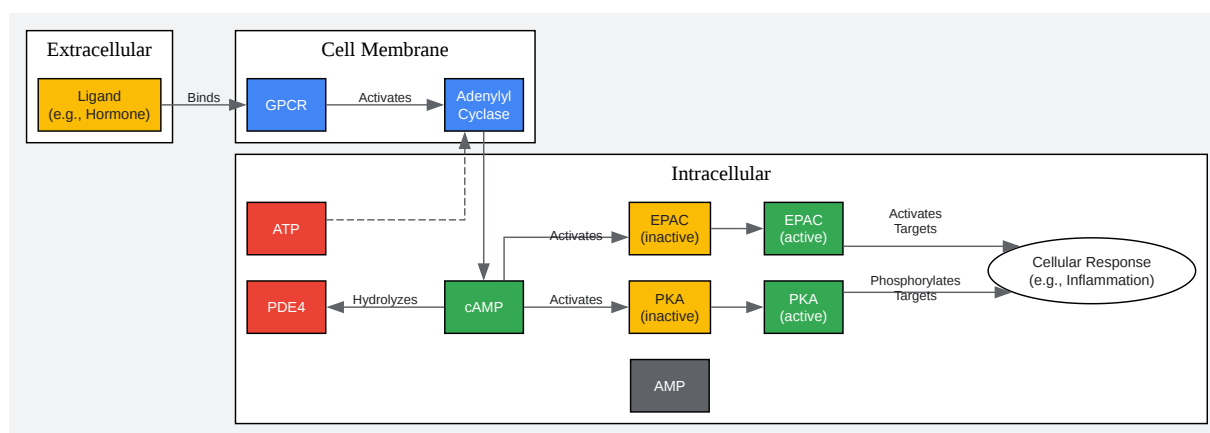 Extracellular
Cell Membrane
Ligand
(e.g., Hormone)
Binds
GPCR
Activates
Adenylyl
Cyclase
Intracellular
ATP
EPAC
(inactive)
EPAC
(active)
Activates
Targets
Activates
Cellular Response
(e.g., Inflammation)
PDE4
Hydrolyzes
cAMP
Activates
PKA
(inactive)
PKA
(active)
Phosphorylates
Targets
AMP